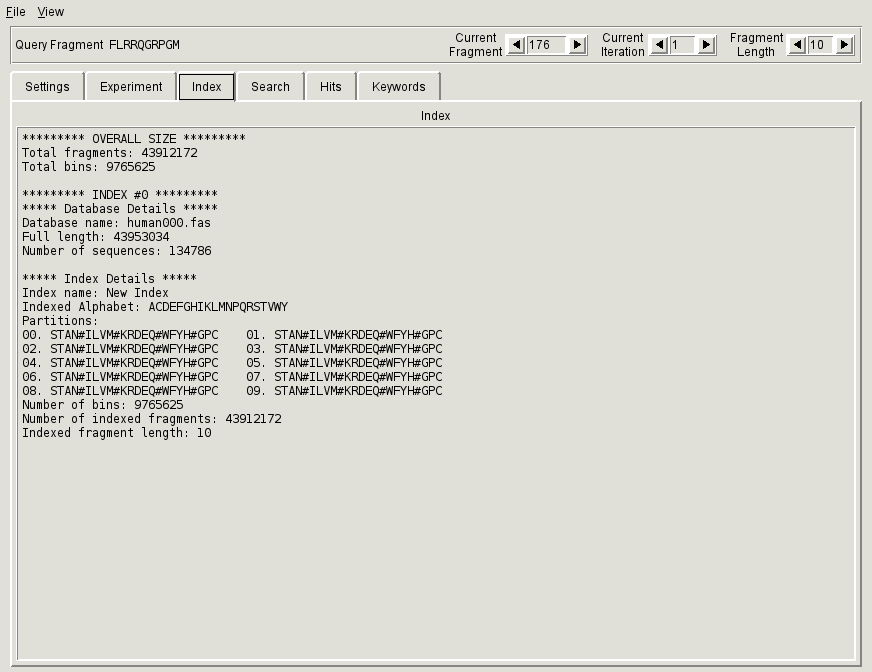 File View
Query Fragment FLRRQGRPGM
Current Fragment 176
Current Iteration 1
Fragment Length 10
Settings Experiment Index Search Hits Keywords
Index
********* OVERALL SIZE *********
Total fragments: 43912172
Total bins: 9765625
********* INDEX #0 *********
***** Database Details *****
Database name: human000.fas
Full length: 43953034
Number of sequences: 134786
***** Index Details *****
Index name: New Index
Indexed Alphabet: ACDEFGHIKLMNPQRSTVWY
Partitions:
00. STAN#ILVM#KRDEQ#WFYH#GPC 01. STAN#ILVM#KRDEQ#WFYH#GPC
02. STAN#ILVM#KRDEQ#WFYH#GPC 03. STAN#ILVM#KRDEQ#WFYH#GPC
04. STAN#ILVM#KRDEQ#WFYH#GPC 05. STAN#ILVM#KRDEQ#WFYH#GPC
06. STAN#ILVM#KRDEQ#WFYH#GPC 07. STAN#ILVM#KRDEQ#WFYH#GPC
08. STAN#ILVM#KRDEQ#WFYH#GPC 09. STAN#ILVM#KRDEQ#WFYH#GPC
Number of bins: 9765625
Number of indexed fragments: 43912172
Indexed fragment length: 10